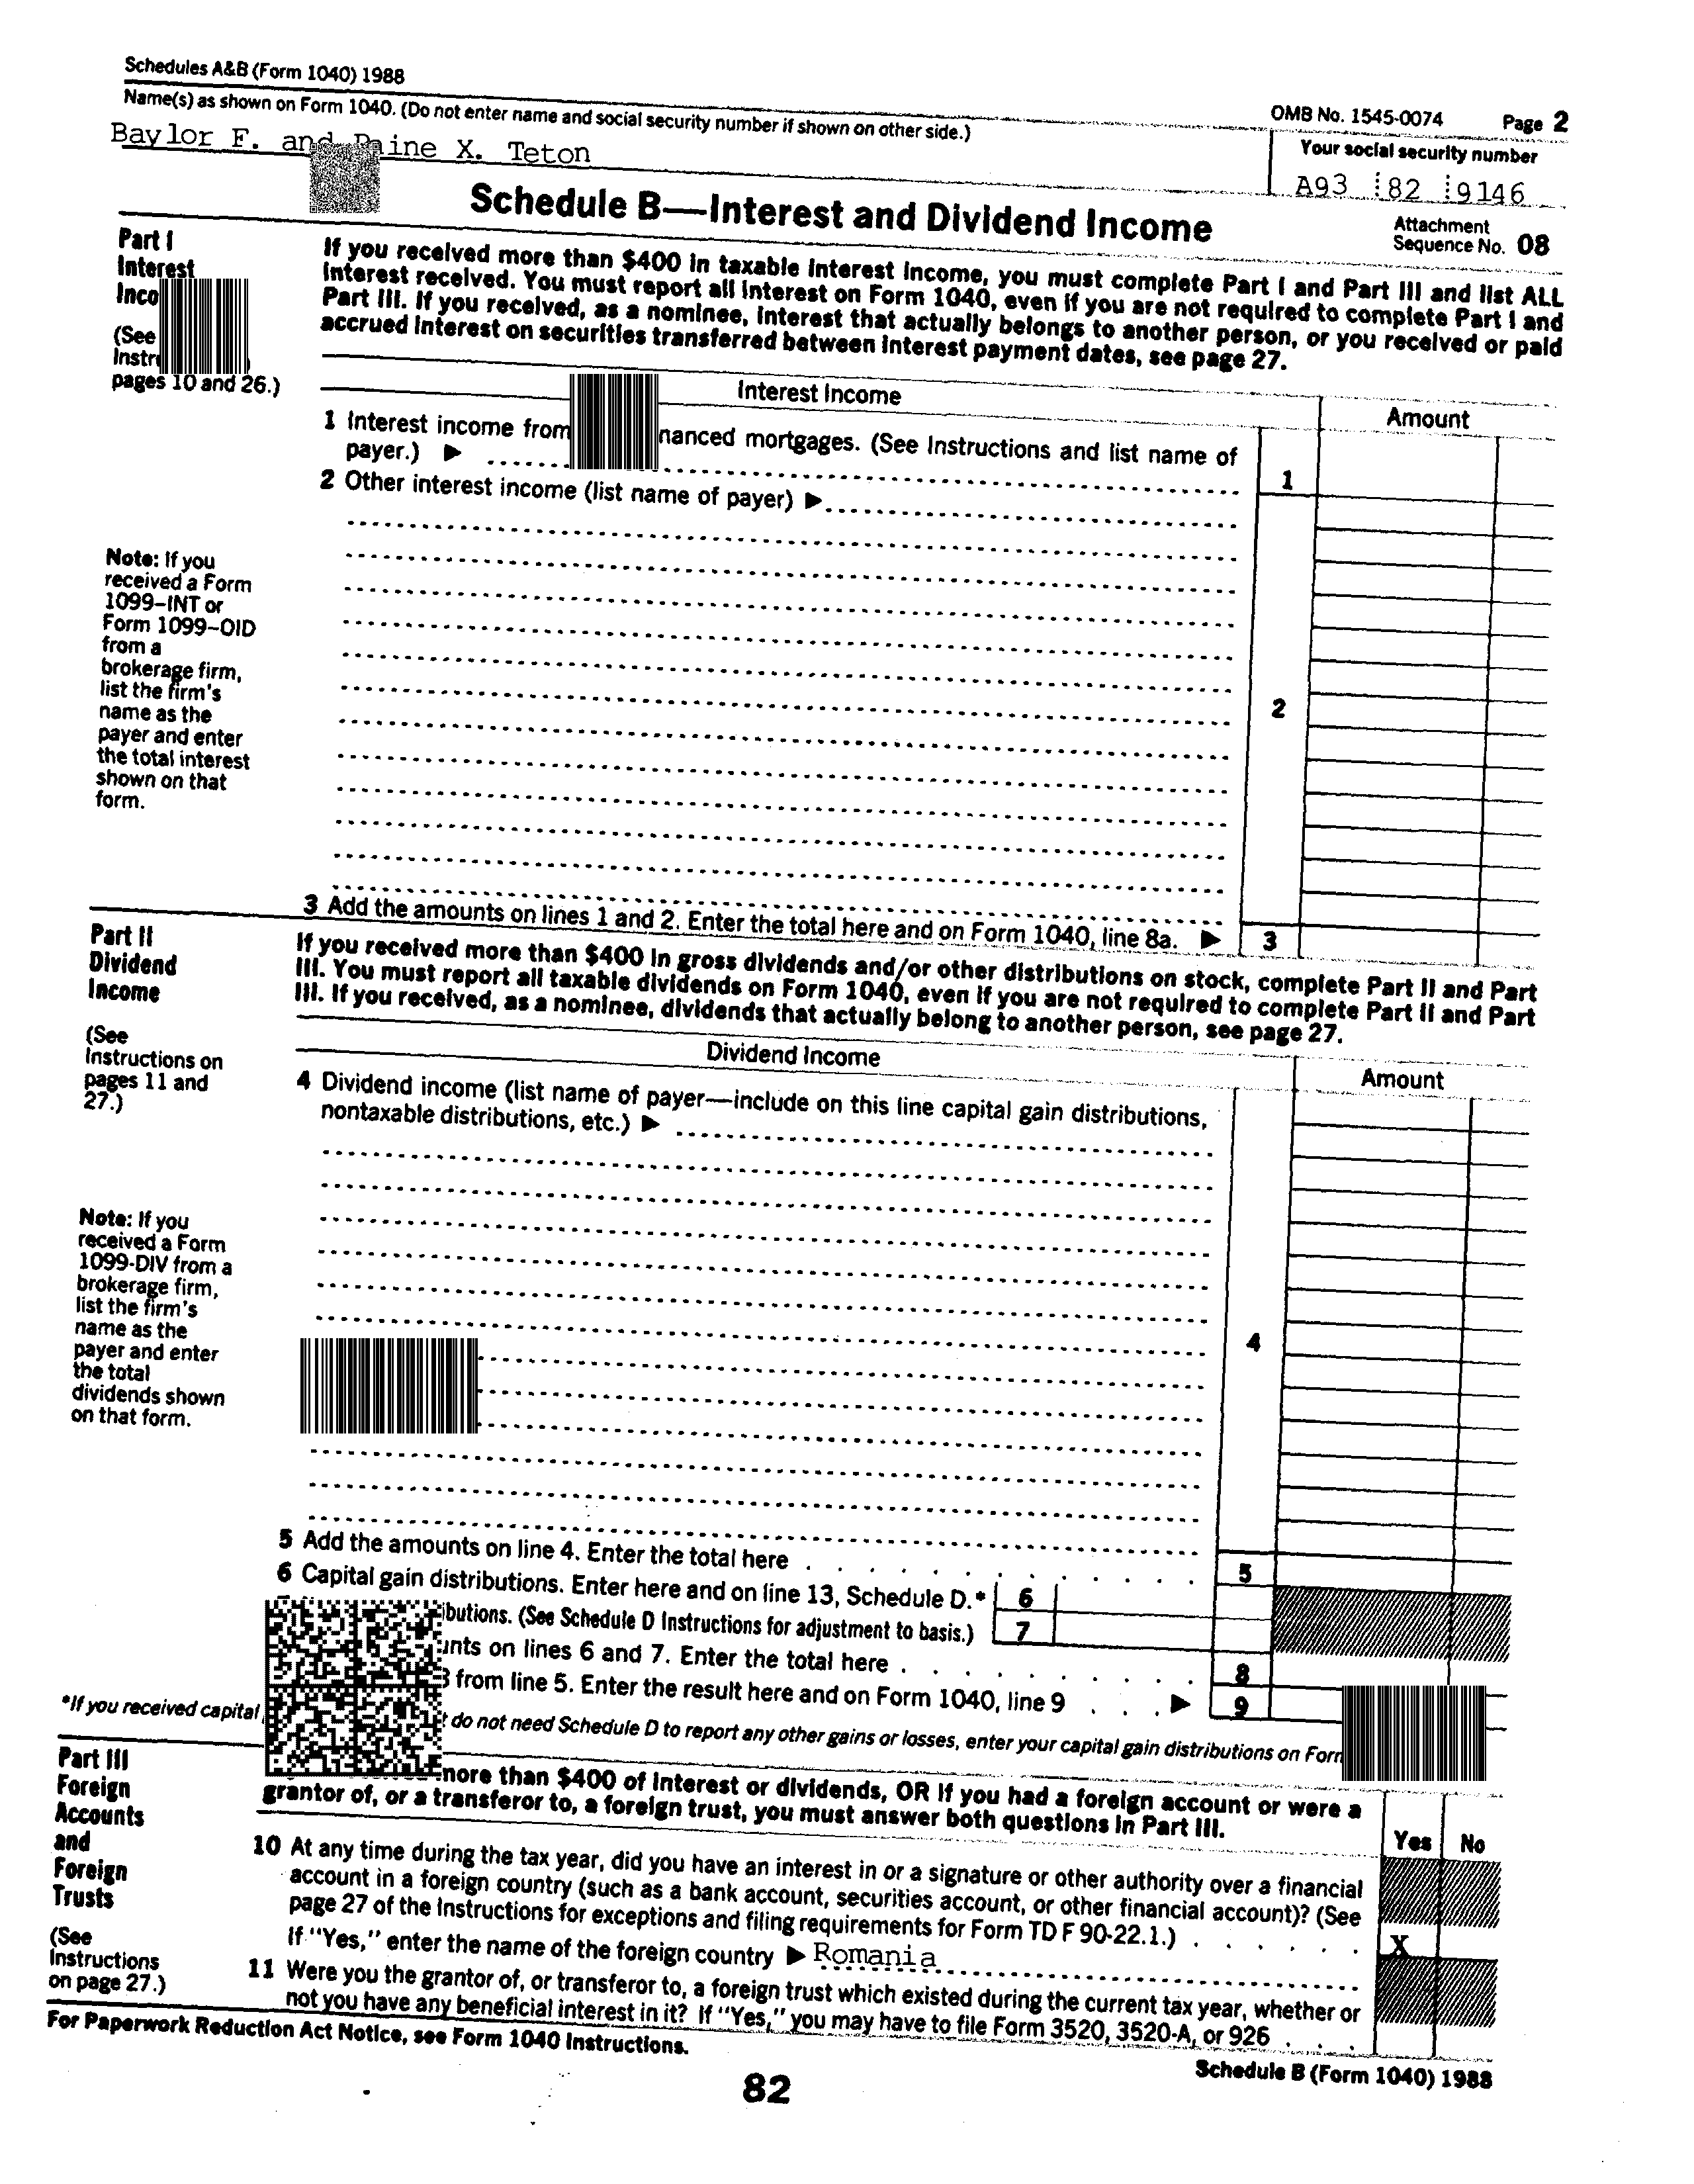 Schedules A&B (Form 1040) 1988
OMB No. 1545-0074 Page 2
Name(s) as shown on Form 1040. (Do not enter name and social security number if shown on other side.)
Your social security number
Baylor F. and Paine X. Teton
A93 82 9146
Schedule B—Interest and Dividend Income
Attachment
Sequence No. 08
Part I
Interest
(See
pages 10 and 26.)
If you received more than $400 in taxable interest income, you must complete Part I and Part III and list ALL
interest received. You must report all interest on Form 1040, even if you are not required to complete Part I and
Part III. If you received, as a nominee, interest that actually belongs to another person, or you received or paid
accrued interest on securities transferred between interest payment dates, see page 27.
Interest Income
Amount
1 Interest income from nanced mortgages. (See Instructions and list name of
payer.) ▶
1
2 Other interest income (list name of payer) ▶
Note: If you
received a Form
1099–INT or
Form 1099–OID
from a
brokerage firm,
list the firm's
name as the
payer and enter
the total interest
shown on that
form.
2
3 Add the amounts on lines 1 and 2. Enter the total here and on Form 1040, line 8a. ▶ 3
Part II
Dividend
Income
(See
Instructions on
pages 11 and
27.)
If you received more than $400 in gross dividends and/or other distributions on stock, complete Part II and Part
III. You must report all taxable dividends on Form 1040, even if you are not required to complete Part II and Part
III. If you received, as a nominee, dividends that actually belong to another person, see page 27.
Dividend Income
Amount
4 Dividend income (list name of payer—include on this line capital gain distributions,
nontaxable distributions, etc.) ▶
Note: If you
received a Form
1099-DIV from a
brokerage firm,
list the firm's
name as the
payer and enter
the total
dividends shown
on that form.
4
5 Add the amounts on line 4. Enter the total here 5
6 Capital gain distributions. Enter here and on line 13, Schedule D.* 6
butions. (See Schedule D Instructions for adjustment to basis.) 7
unts on lines 6 and 7. Enter the total here 8
from line 5. Enter the result here and on Form 1040, line 9 ▶ 9
*If you received capital do not need Schedule D to report any other gains or losses, enter your capital gain distributions on
Part III
Foreign
Accounts
and
Foreign
Trusts
(See
Instructions
on page 27.)
more than $400 of interest or dividends, OR if you had a foreign account or were a
grantor of, or a transferor to, a foreign trust, you must answer both questions in Part III.
Yes No
10 At any time during the tax year, did you have an interest in or a signature or other authority over a financial
account in a foreign country (such as a bank account, securities account, or other financial account)? (See
page 27 of the Instructions for exceptions and filing requirements for Form TD F 90-22.1.) X
If "Yes," enter the name of the foreign country ▶ Romania
11 Were you the grantor of, or transferor to, a foreign trust which existed during the current tax year, whether or
not you have any beneficial interest in it? If "Yes," you may have to file Form 3520, 3520-A, or 926
For Paperwork Reduction Act Notice, see Form 1040 Instructions.
Schedule B (Form 1040) 1988
82